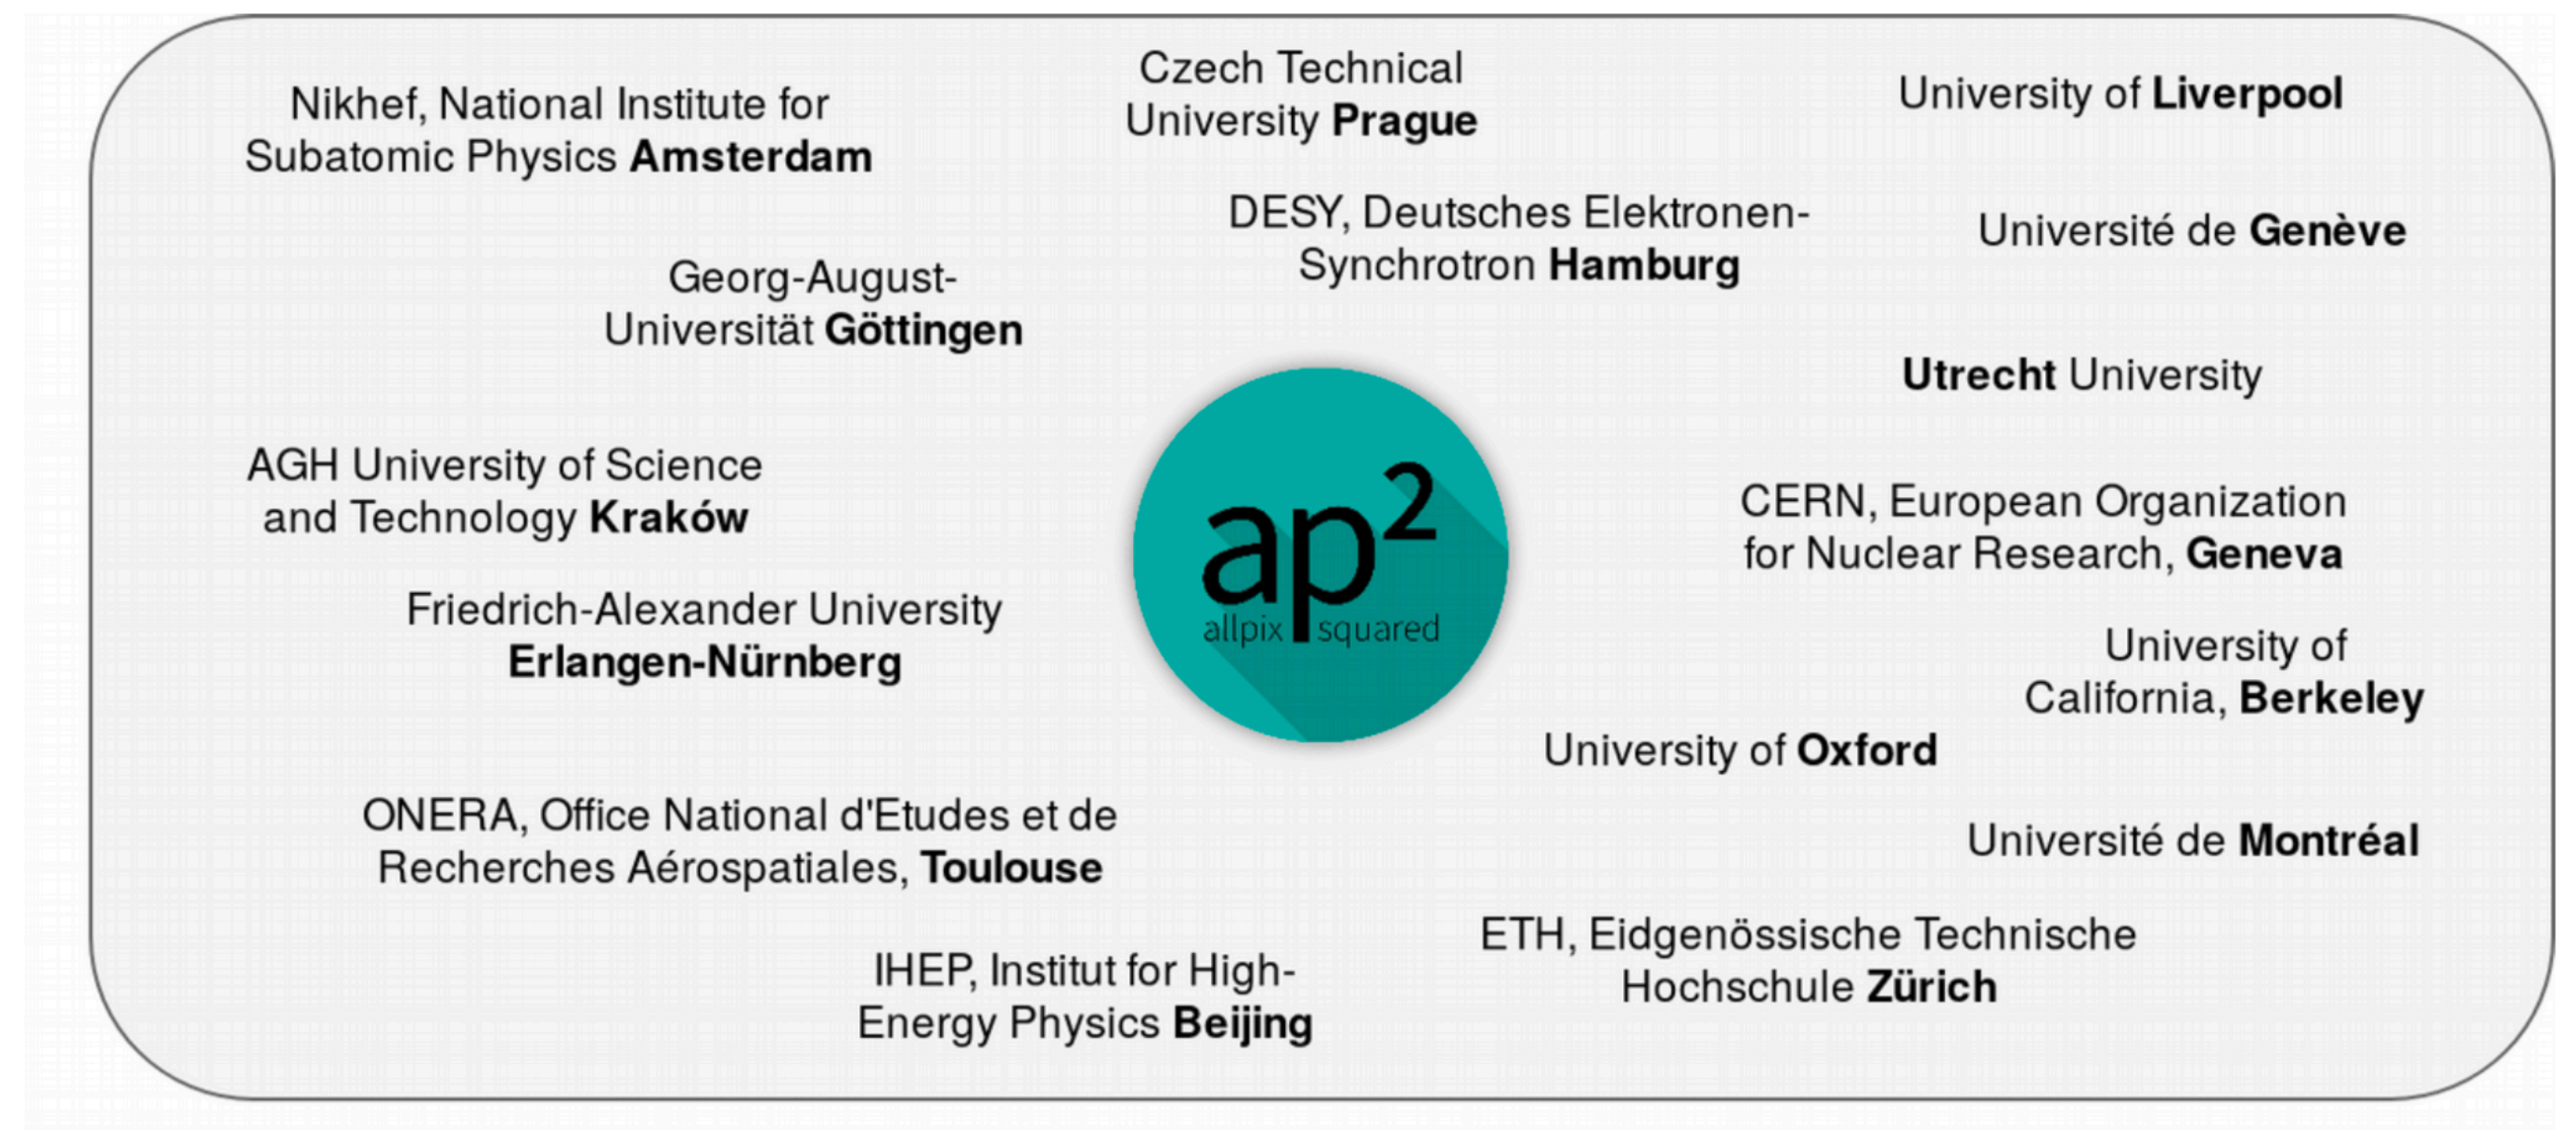 Nikhef, National Institute for
Subatomic Physics Amsterdam
Czech Technical
University Prague
University of Liverpool
DESY, Deutsches Elektronen-
Synchrotron Hamburg
Université de Genève
Georg-August-
Universität Göttingen
Utrecht University
AGH University of Science
and Technology Kraków
ap²
allpix squared
CERN, European Organization
for Nuclear Research, Geneva
Friedrich-Alexander University
Erlangen-Nürnberg
University of
California, Berkeley
University of Oxford
ONERA, Office National d'Etudes et de
Recherches Aérospatiales, Toulouse
Université de Montréal
ETH, Eidgenössische Technische
Hochschule Zürich
IHEP, Institut for High-
Energy Physics Beijing